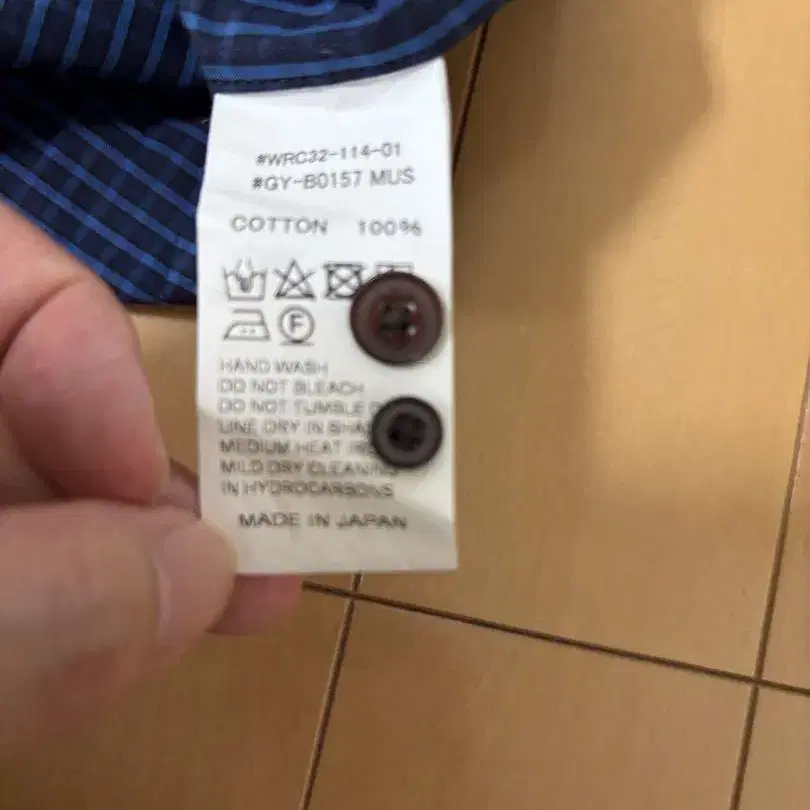 #WRC32-114-01
#GY-B0157 MUS
COTTON 100%
F
HAND WASH
DO NOT BLEACH
DO NOT TUMBLE
LINE DRY IN
MEDIUM HEAT
MILD DRY CLEANING
IN HYDROCARBONS
MADE IN JAPAN